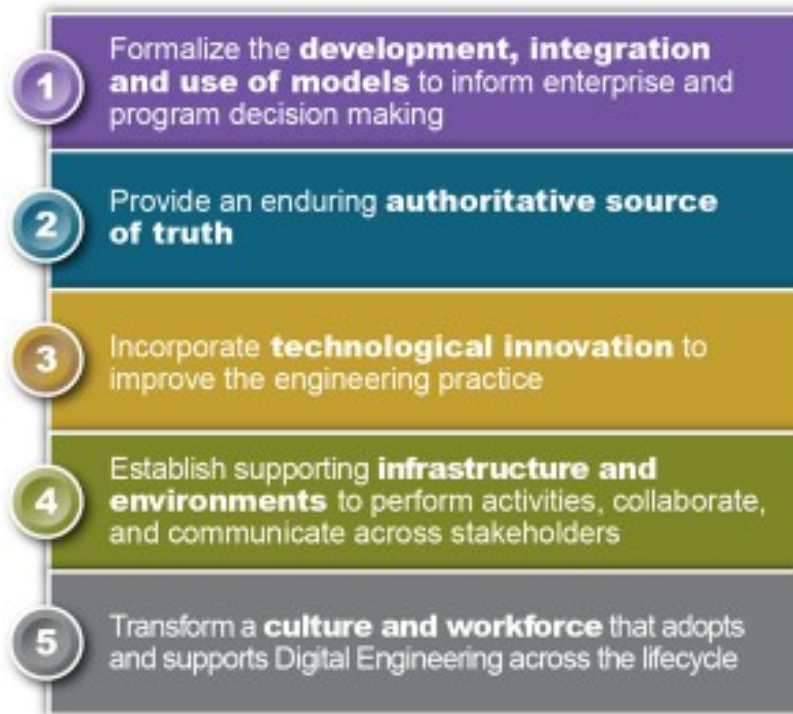 1
Formalize the development, integration
and use of models to inform enterprise and
program decision making
2
Provide an enduring authoritative source
of truth
3
Incorporate technological innovation to
improve the engineering practice
4
Establish supporting infrastructure and
environments to perform activities, collaborate,
and communicate across stakeholders
5
Transform a culture and workforce that adopts
and supports Digital Engineering across the lifecycle